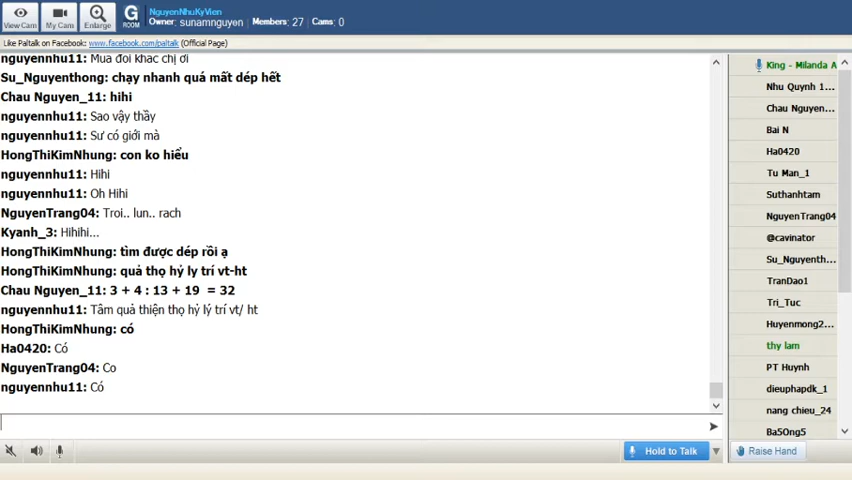 View Cam
My Cam
Enlarge
G
ROOM
NguyenNhuKyVien
Owner: sunamnguyen Members: 27 Cams: 0
Like Paltalk on Facebook: www.facebook.com/paltalk (Official Page)
nguyennhu11: Mua đôi khác chị ơi
Su_Nguyenthong: chạy nhanh quá mất dép hết
Chau Nguyen_11: hihi
nguyennhu11: Sao vậy thầy
nguyennhu11: Sư có giới mà
HongThiKimNhung: con ko hiểu
nguyennhu11: Hihi
nguyennhu11: Oh Hihi
NguyenTrang04: Troi.. lun.. rach
Kyanh_3: Hihihi...
HongThiKimNhung: tìm được dép rồi ạ
HongThiKimNhung: quả thọ hỷ ly trí vt-ht
Chau Nguyen_11: 3 + 4 : 13 + 19 = 32
nguyennhu11: Tâm quả thiện thọ hỷ lý trí vt/ ht
HongThiKimNhung: có
Ha0420: Có
NguyenTrang04: Co
nguyennhu11: Có
Hold to Talk
King - Milanda A
Nhu Quynh 1...
Chau Nguyen...
Bai N
Ha0420
Tu Man_1
Suthanhtam
NguyenTrang04
@cavinator
Su_Nguyenth...
TranDao1
Tri_Tuc
Huyenmong2...
thy lam
PT Huynh
dieuphapdk_1
nang chieu_24
Ba5Ong5
Raise Hand